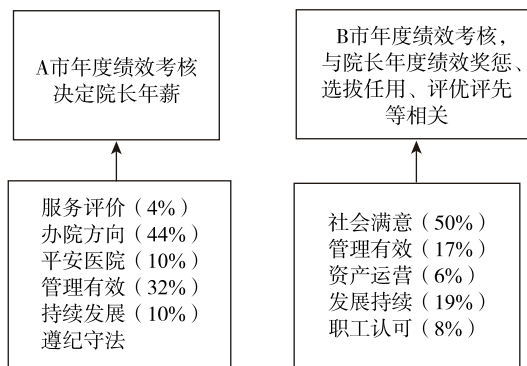 A市年度绩效考核
决定院长年薪
B市年度绩效考核，
与院长年度绩效奖惩、
选拔任用、评优评先
等相关
服务评价（4%）
办院方向（44%）
平安医院（10%）
管理有效（32%）
持续发展（10%）
遵纪守法
社会满意（50%）
管理有效（17%）
资产运营（6%）
发展持续（19%）
职工认可（8%）